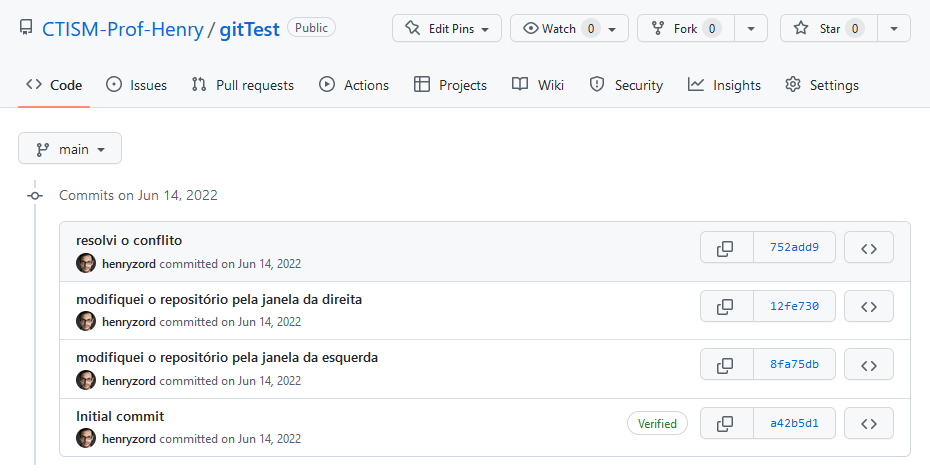 CTISM-Prof-Henry / gitTest Public Edit Pins Watch 0 Fork 0 Star 0
Code Issues Pull requests Actions Projects Wiki Security Insights Settings
main
Commits on Jun 14, 2022
resolvi o conflito
henryzord committed on Jun 14, 2022
752add9
modifiquei o repositório pela janela da direita
henryzord committed on Jun 14, 2022
12fe730
modifiquei o repositório pela janela da esquerda
henryzord committed on Jun 14, 2022
8fa75db
Initial commit
henryzord committed on Jun 14, 2022
Verified a42b5d1